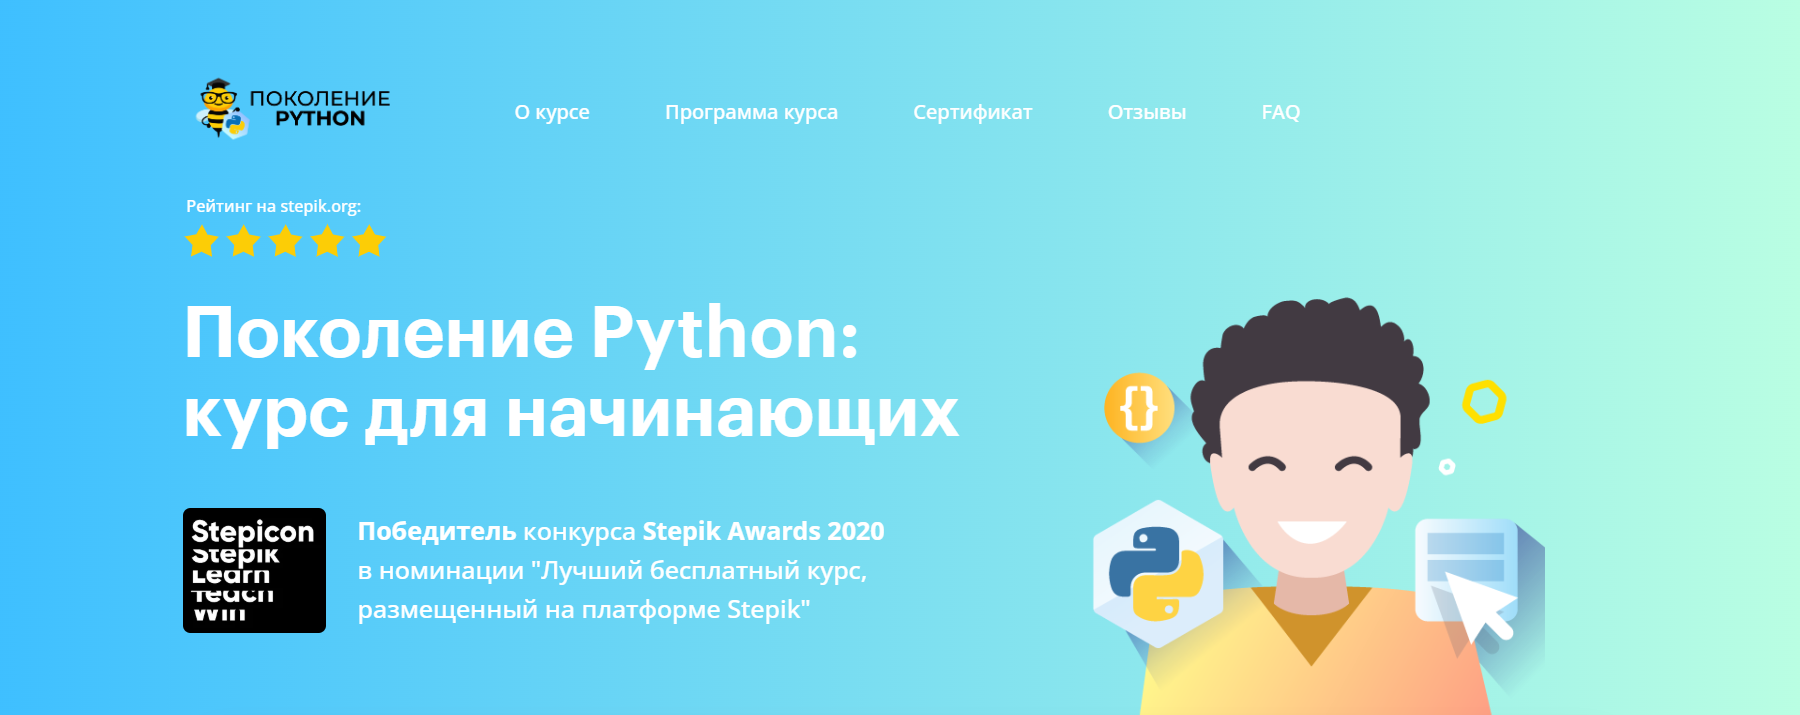 ПОКОЛЕНИЕ
PYTHON
О курсе
Программа курса
Сертификат
Отзывы
FAQ
Рейтинг на stepik.org:
Поколение Python:
курс для начинающих
Stepicon
Stepik
Learn
Teach
Win
Победитель конкурса Stepik Awards 2020
в номинации "Лучший бесплатный курс,
размещенный на платформе Stepik"
{}